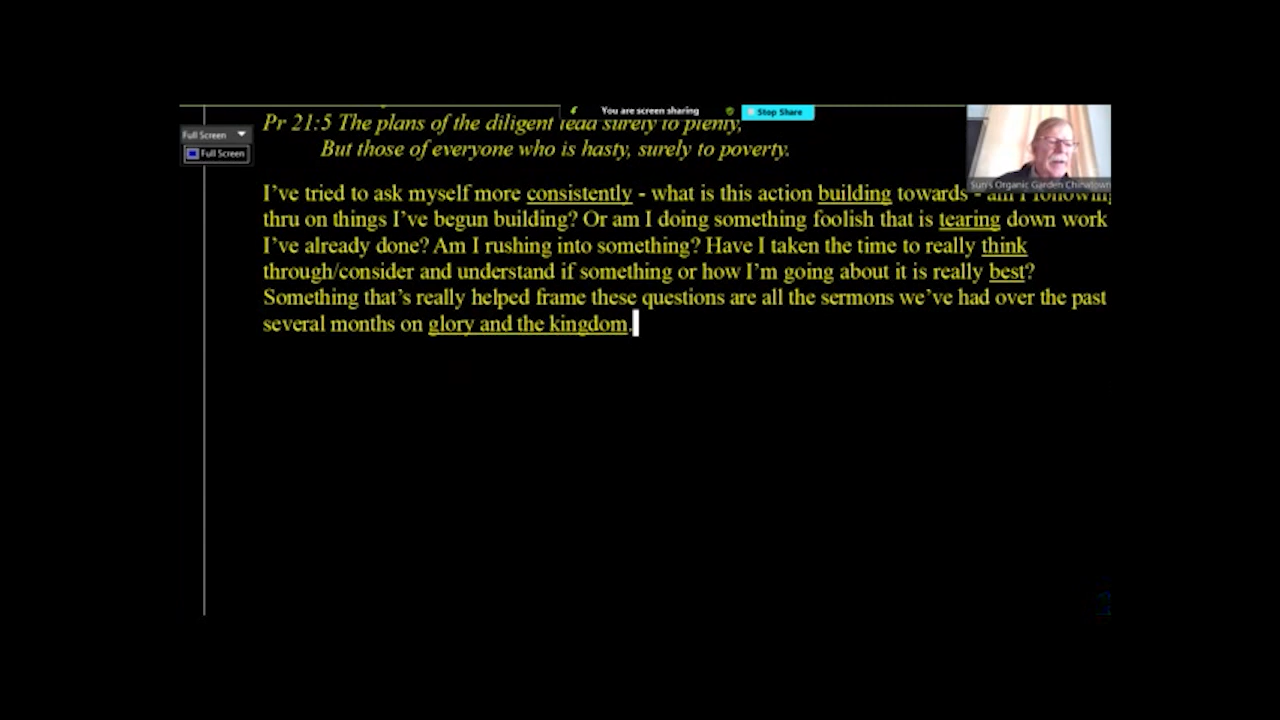 You are screen sharing
Stop Share
Full Screen
Full Screen
Pr 21:5 The plans of the diligent lead surely to plenty,
But those of everyone who is hasty, surely to poverty.
Sun's Organic Garden Chinatown
I've tried to ask myself more consistently - what is this action building towards - am I following
thru on things I've begun building? Or am I doing something foolish that is tearing down work
I've already done? Am I rushing into something? Have I taken the time to really think
through/consider and understand if something or how I'm going about it is really best?
Something that's really helped frame these questions are all the sermons we've had over the past
several months on glory and the kingdom.